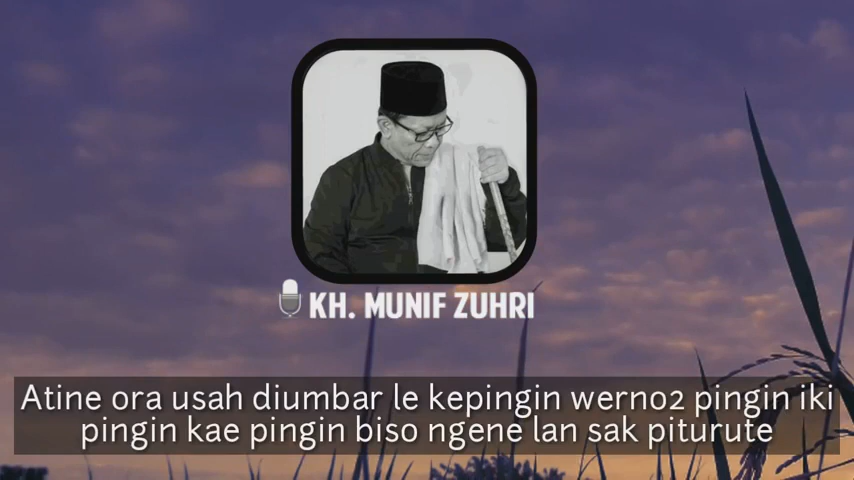 KH. MUNIF ZUHRI
Atine ora usah diumbar le kepingin werno2 pingin iki
pingin kae pingin biso ngene lan sak piturute